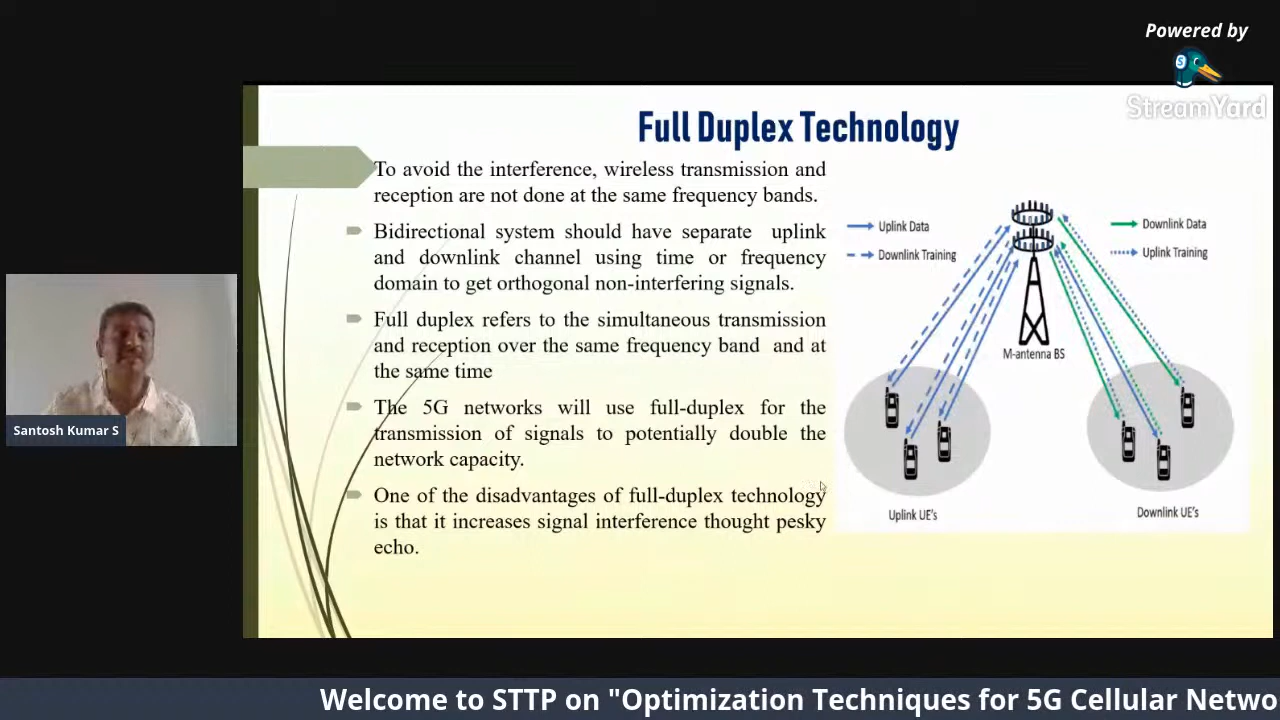 Powered by
StreamYard
Full Duplex Technology
To avoid the interference, wireless transmission and
reception are not done at the same frequency bands.
Bidirectional system should have separate uplink
and downlink channel using time or frequency
domain to get orthogonal non-interfering signals.
Full duplex refers to the simultaneous transmission
and reception over the same frequency band and at
the same time
The 5G networks will use full-duplex for the
transmission of signals to potentially double the
network capacity.
One of the disadvantages of full-duplex technology
is that it increases signal interference thought pesky
echo.
Uplink Data
Downlink Training
Downlink Data
Uplink Training
M-antenna BS
Uplink UE's
Downlink UE's
Santosh Kumar S
Welcome to STTP on "Optimization Techniques for 5G Cellular Netwo